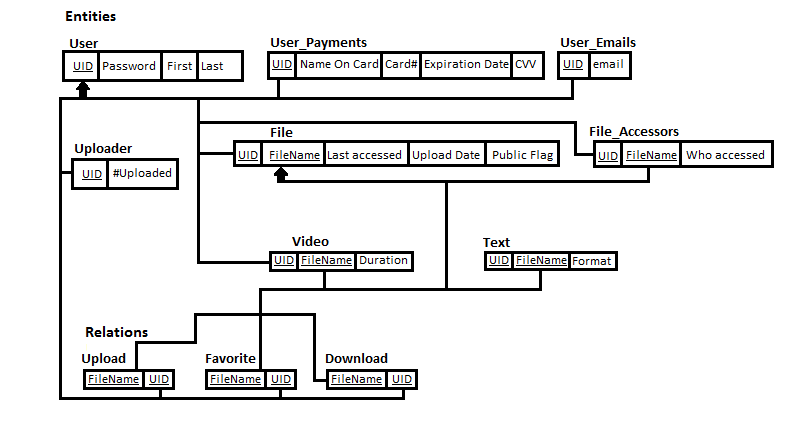 Entities
User
UID Password First Last
User_Payments
UID Name On Card Card# Expiration Date CVV
User_Emails
UID email
File
UID FileName Last accessed Upload Date Public Flag
File_Accessors
UID FileName Who accessed
Uploader
UID #Uploaded
Video
UID FileName Duration
Text
UID FileName Format
Relations
Upload
FileName UID
Favorite
FileName UID
Download
FileName UID